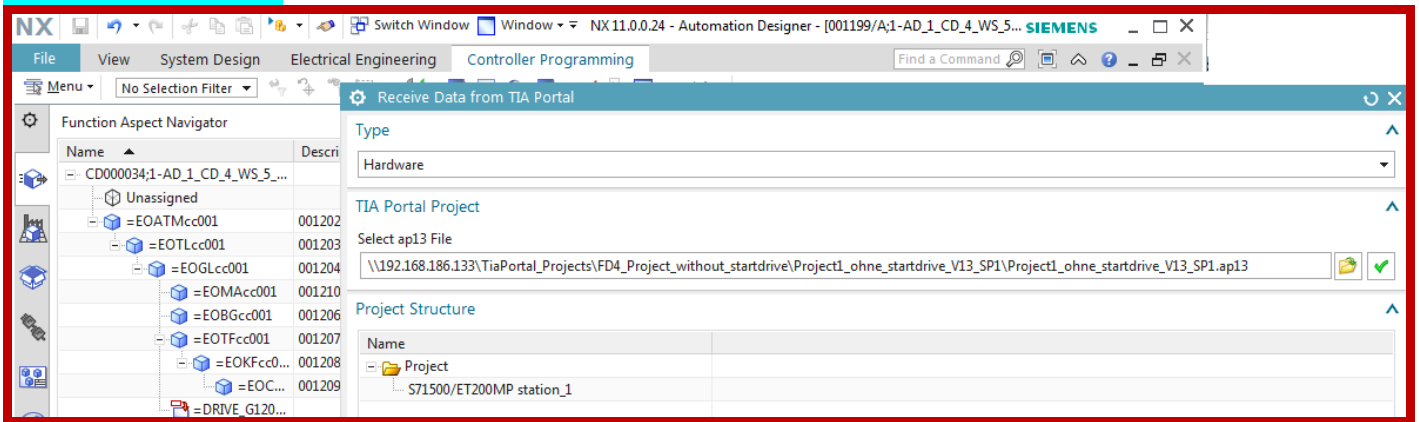 NX Switch Window Window NX 11.0.0.24 - Automation Designer - [001199/A;1-AD_1_CD_4_WS_5... SIEMENS
File View System Design Electrical Engineering Controller Programming Find a Command
Menu No Selection Filter
Receive Data from TIA Portal
Function Aspect Navigator
Type
Name Descri
Hardware
CD000034;1-AD_1_CD_4_WS_5_...
Unassigned
TIA Portal Project
=EOATMcc001 001202
Select ap13 File
=EOTLcc001 001203
\\192.168.186.133\TiaPortal_Projects\FD4_Project_without_startdrive\Project1_ohne_startdrive_V13_SP1\Project1_ohne_startdrive_V13_SP1.ap13
=EOGLcc001 001204
=EOMAcc001 001210
=EOBGcc001 001206
Project Structure
=EOTFcc001 001207
Name
=EOKFcc0... 001208
Project
=EOC... 001209
S71500/ET200MP station_1
=DRIVE_G120...